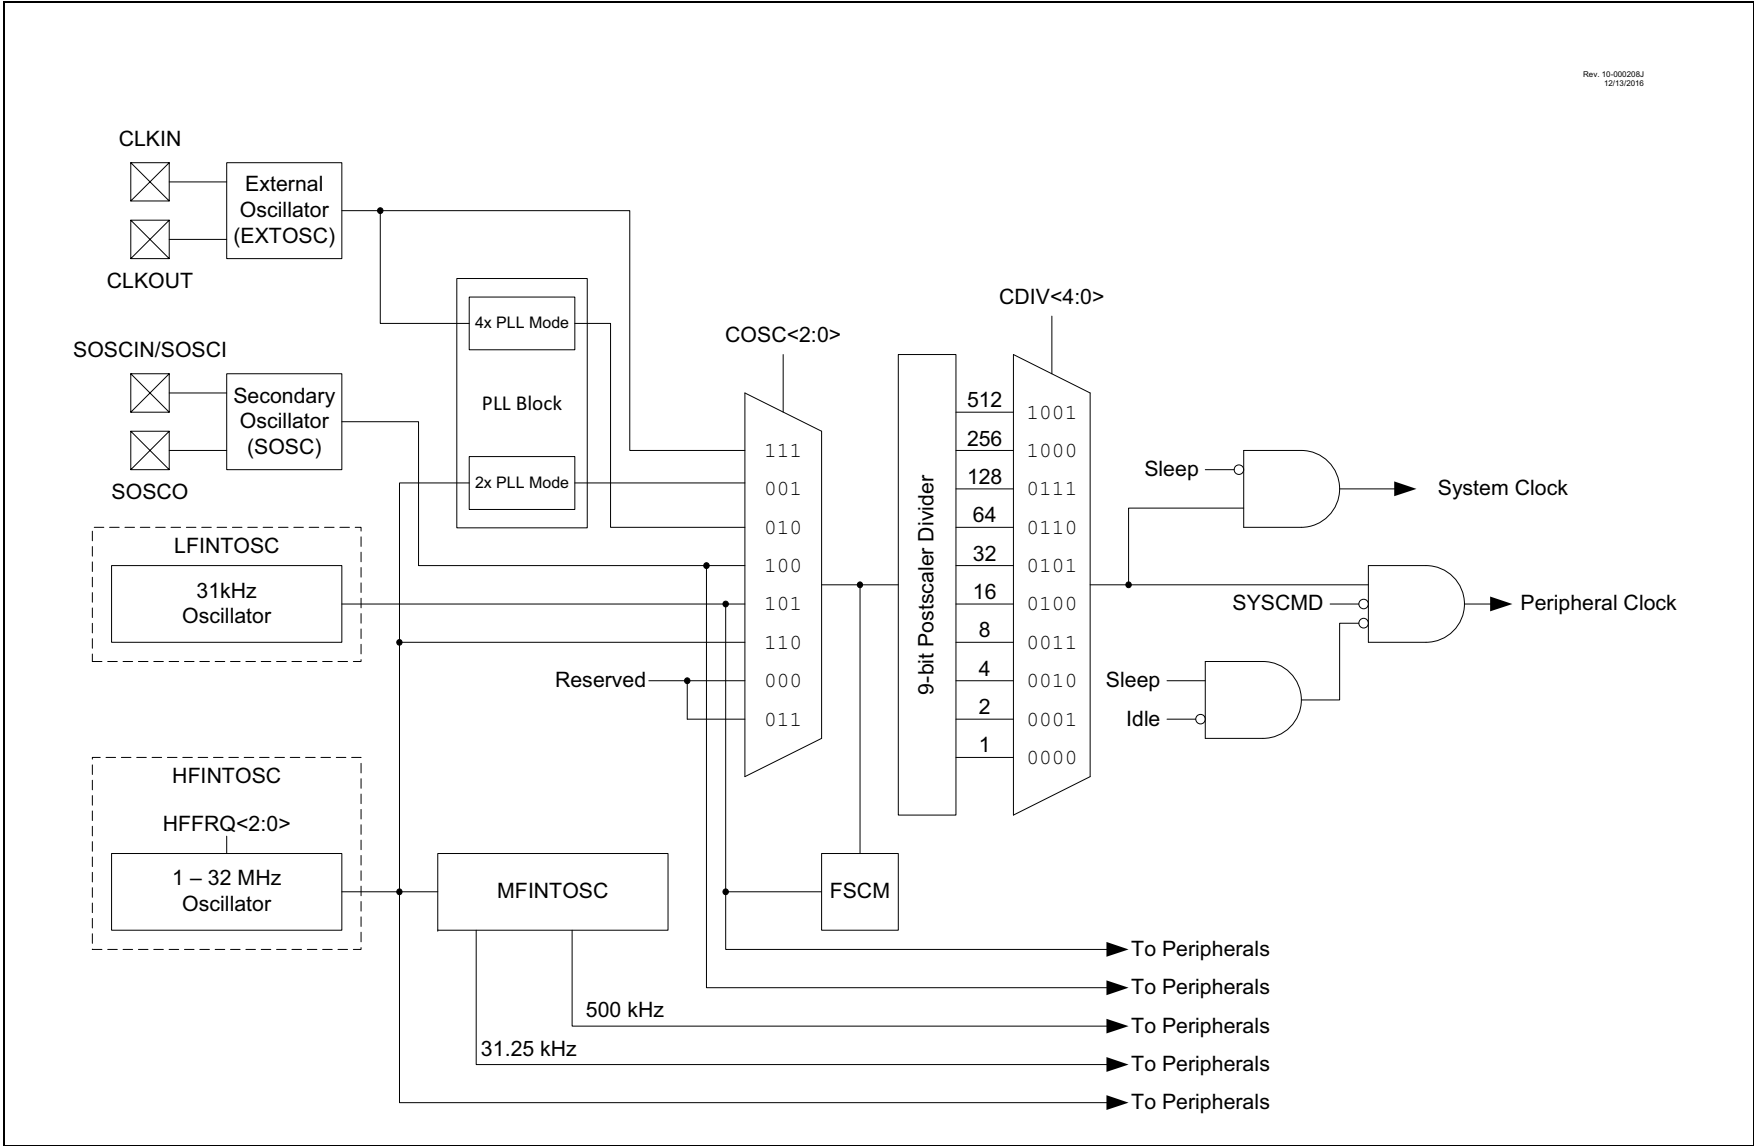 Rev. 10-000208J
12/13/2016
CLKIN
External
Oscillator
(EXTOSC)
CLKOUT
SOSCIN/SOSCI
Secondary
Oscillator
(SOSC)
SOSCO
LFINTOSC
31kHz
Oscillator
HFINTOSC
HFFRQ<2:0>
1 – 32 MHz
Oscillator
4x PLL Mode
PLL Block
2x PLL Mode
MFINTOSC
Reserved
COSC<2:0>
111
001
010
100
101
110
000
011
FSCM
9-bit Postscaler Divider
CDIV<4:0>
512 1001
256 1000
128 0111
64 0110
32 0101
16 0100
8 0011
4 0010
2 0001
1 0000
Sleep
System Clock
SYSCMD
Peripheral Clock
Sleep
Idle
To Peripherals
To Peripherals
500 kHz
To Peripherals
31.25 kHz
To Peripherals
To Peripherals